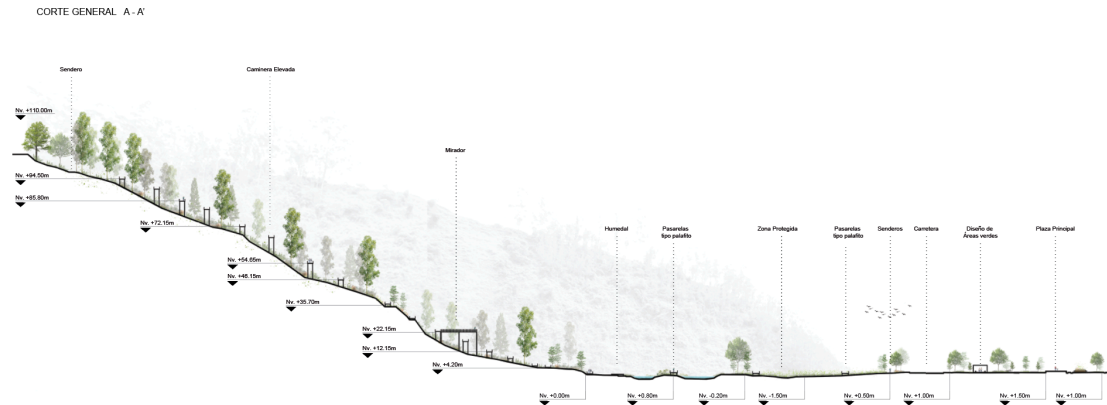 CORTE GENERAL A - A'
Sendero
Caminera Elevada
Nv. +110.00m
Mirador
Nv. +94.50m
Nv. +85.80m
Nv. +72.15m
Humedal
Pasarelas
tipo palafito
Zona Protegida
Pasarelas
tipo palafito
Senderos
Carretera
Diseño de
Áreas verdes
Plaza Principal
Nv. +54.65m
Nv. +46.15m
Nv. +35.70m
Nv. +22.15m
Nv. +12.15m
Nv. +4.20m
Nv. +0.00m
Nv. +0.80m
Nv. -0.20m
Nv. -1.50m
Nv. +0.50m
Nv. +1.00m
Nv. +1.50m
Nv. +1.00m